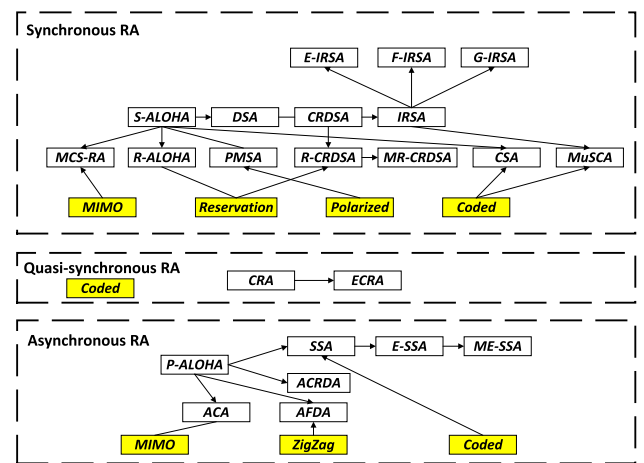 Synchronous RA
E-IRSA F-IRSA G-IRSA
S-ALOHA DSA CRDSA IRSA
MCS-RA R-ALOHA PMSA R-CRDSA MR-CRDSA CSA MuSCA
MIMO Reservation Polarized Coded
Quasi-synchronous RA
Coded CRA ECRA
Asynchronous RA
SSA E-SSA ME-SSA
P-ALOHA
ACRDA
ACA AFDA
MIMO ZigZag Coded